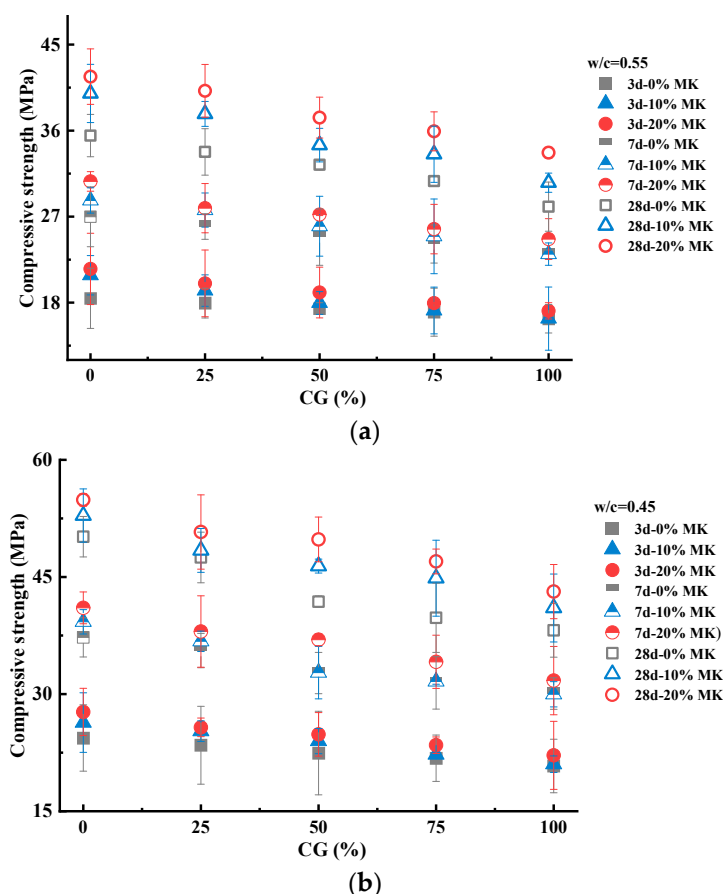 45
36
27
18
Compressive strength (MPa)
0 25 50 75 100
CG (%)
w/c=0.55
3d-0% MK
3d-10% MK
3d-20% MK
7d-0% MK
7d-10% MK
7d-20% MK
28d-0% MK
28d-10% MK
28d-20% MK
(a)
60
45
30
15
Compressive strength (MPa)
0 25 50 75 100
CG (%)
w/c=0.45
3d-0% MK
3d-10% MK
3d-20% MK
7d-0% MK
7d-10% MK
7d-20% MK)
28d-0% MK
28d-10% MK
28d-20% MK
(b)